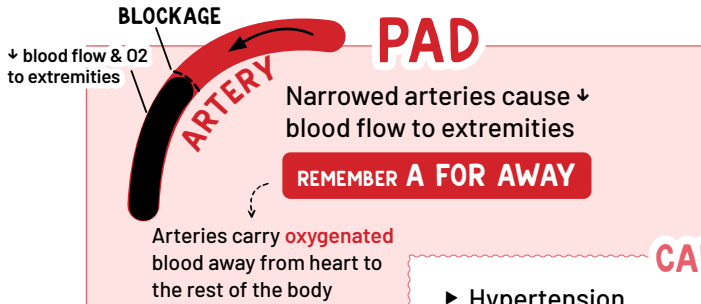 BLOCKAGE
↓ blood flow & O2
to extremities
ARTERY
PAD
Narrowed arteries cause ↓
blood flow to extremities
REMEMBER A FOR AWAY
Arteries carry oxygenated
blood away from heart to
the rest of the body
▶ Hypertension